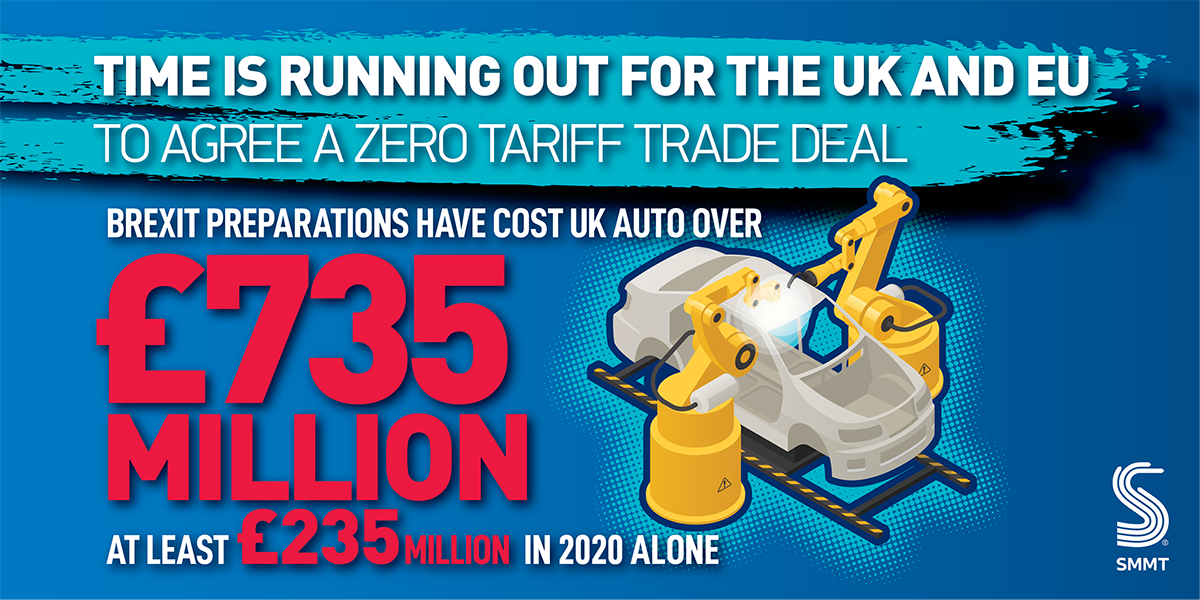 TIME IS RUNNING OUT FOR THE UK AND EU
TO AGREE A ZERO TARIFF TRADE DEAL
BREXIT PREPARATIONS HAVE COST UK AUTO OVER
£735
MILLION
AT LEAST £235 MILLION IN 2020 ALONE
®
SMMT